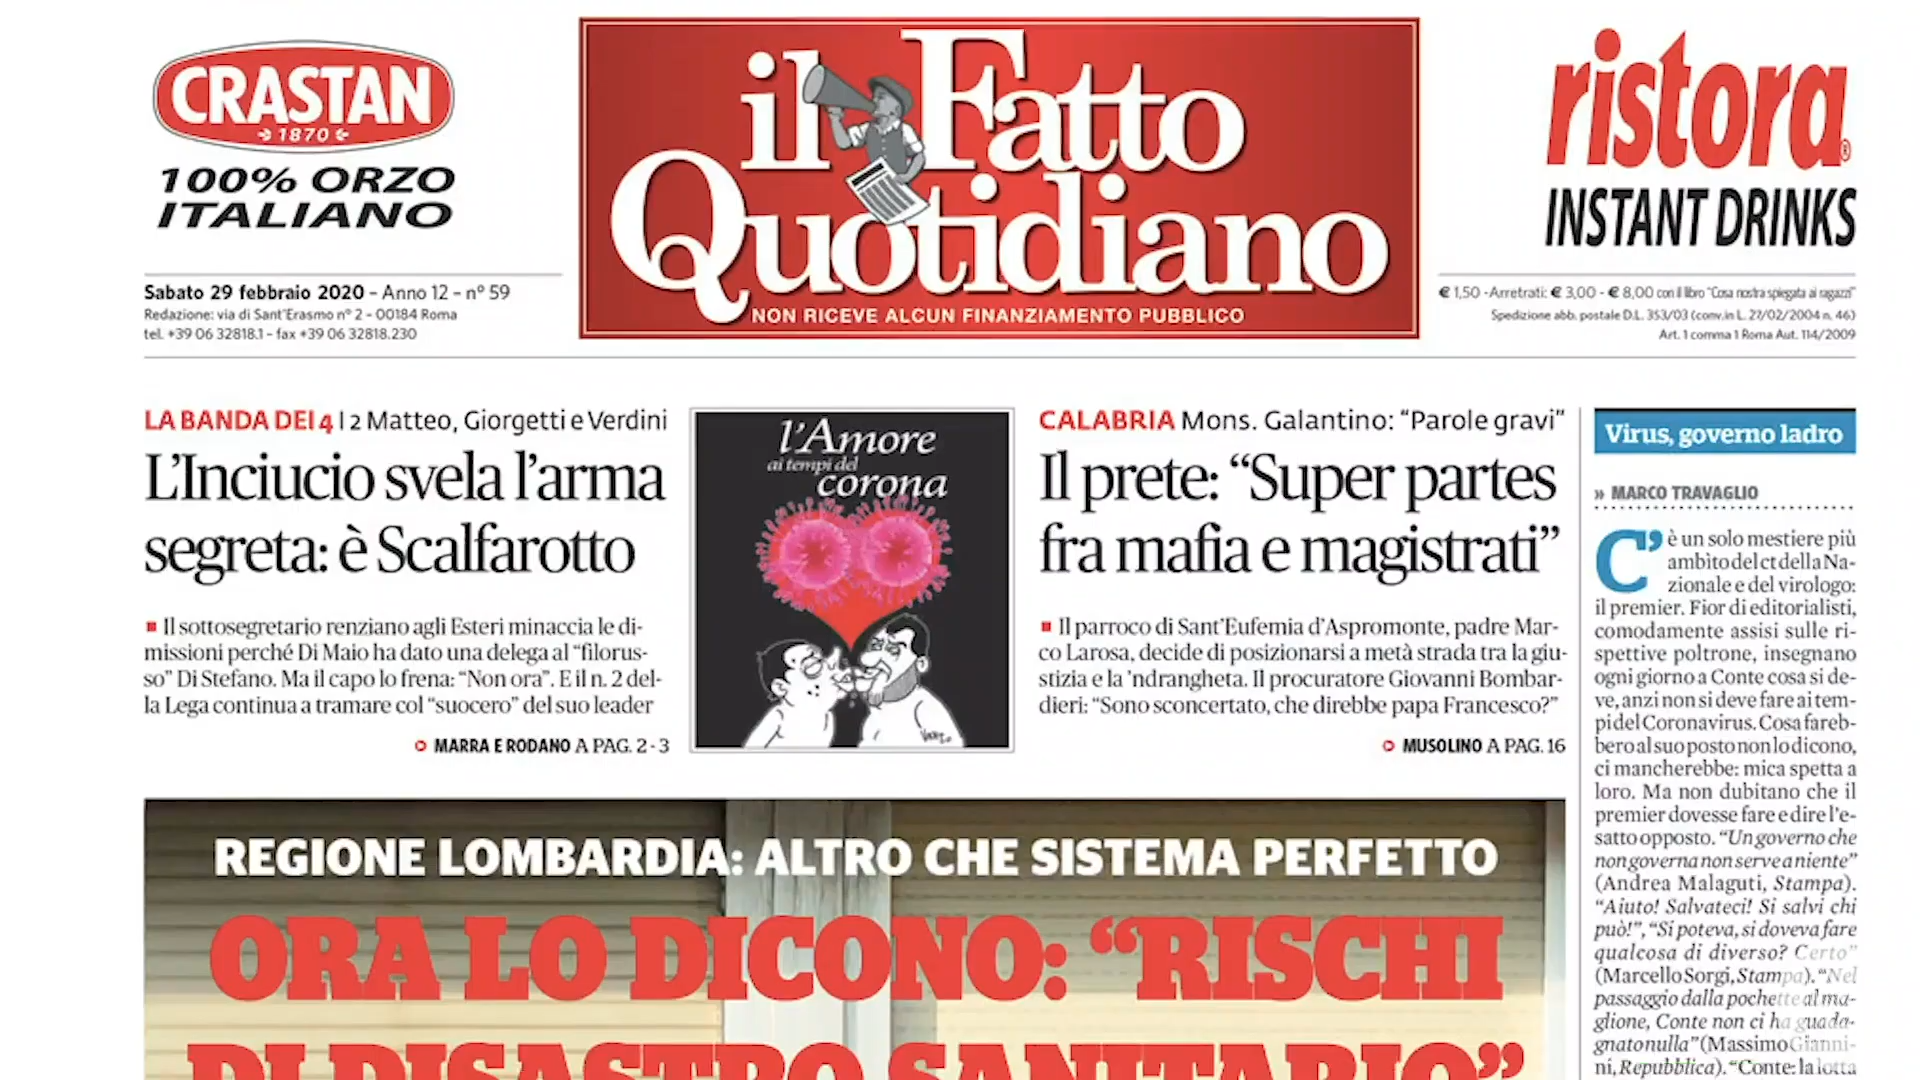 CRASTAN
1870
100% ORZO
ITALIANO
il Fatto
Quotidiano
NON RICEVE ALCUN FINANZIAMENTO PUBBLICO
ristora®
INSTANT DRINKS
Sabato 29 febbraio 2020 – Anno 12 – n° 59
Redazione: via di Sant'Erasmo n° 2 – 00184 Roma
tel. +39 06 32818.1 – fax +39 06 32818.230
€ 1,50 -Arretrati: € 3,00 - € 8,00 con il libro "Cosa nostra spiegata ai ragazzi"
Spedizione abb. postale D.L. 353/03 (conv.in L. 27/02/2004 n. 46)
Art. 1 comma 1 Roma Aut. 114/2009
LA BANDA DEI 4 I 2 Matteo, Giorgetti e Verdini
L'Inciucio svela l'arma
segreta: è Scalfarotto
■ Il sottosegretario renziano agli Esteri minaccia le di-
missioni perché Di Maio ha dato una delega al "filorus-
so" Di Stefano. Ma il capo lo frena: "Non ora". E il n. 2 del-
la Lega continua a tramare col "suocero" del suo leader
MARRA E RODANO A PAG. 2 - 3
l'Amore
ai tempi del
corona
CALABRIA Mons. Galantino: "Parole gravi"
Il prete: "Super partes
fra mafia e magistrati"
■ Il parroco di Sant'Eufemia d'Aspromonte, padre Mar-
co Larosa, decide di posizionarsi a metà strada tra la giu-
stizia e la 'ndrangheta. Il procuratore Giovanni Bombar-
dieri: "Sono sconcertato, che direbbe papa Francesco?"
MUSOLINO A PAG. 16
Virus, governo ladro
» MARCO TRAVAGLIO
C'è un solo mestiere più
ambìto del ct della Na-
zionale e del virologo:
il premier. Fior di editorialisti,
comodamente assisi sulle ri-
spettive poltrone, insegnano
ogni giorno a Conte cosa si de-
ve, anzi non si deve fare ai tem-
pi del Coronavirus. Cosa fareb-
bero al suo posto non lo dicono,
ci mancherebbe: mica spetta a
loro. Ma non dubitano che il
premier dovesse fare e dire l'e-
satto opposto. "Un governo che
non governa non serve a niente"
(Andrea Malaguti, Stampa).
"Aiuto! Salvateci! Si salvi chi
può!", "Si poteva, si doveva fare
qualcosa di diverso? Certo"
(Marcello Sorgi, Stampa). "Nel
passaggio dalla pochette al ma-
glione, Conte non ci ha guada-
gnato nulla" (Massimo Gianni-
ni, Repubblica). "Conte: la lotta
REGIONE LOMBARDIA: ALTRO CHE SISTEMA PERFETTO
ORA LO DICONO: "RISCHI
DI DISASTRO SANITARIO"